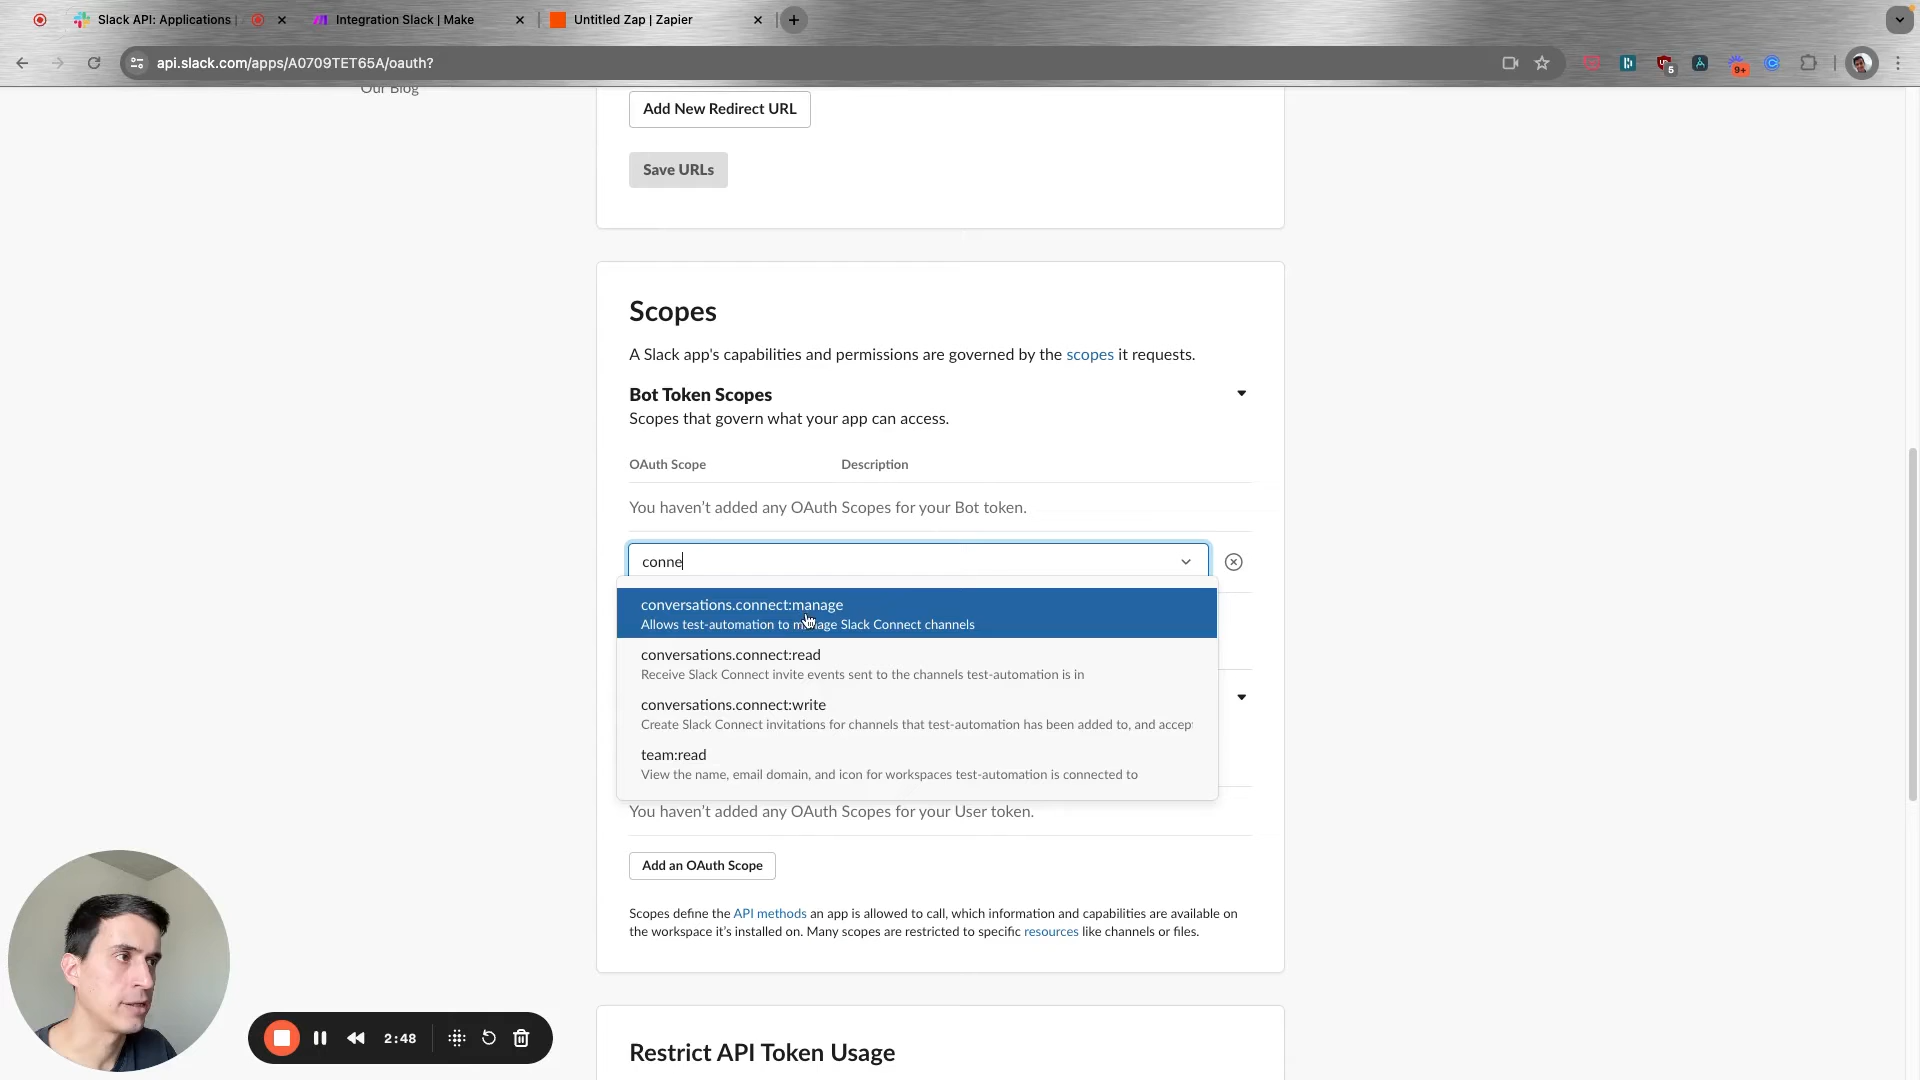 Slack API: Applications
Integration Slack | Make
Untitled Zap | Zapier
api.slack.com/apps/A0709TET65A/oauth?
5
9+
Our Blog
Add New Redirect URL
Save URLs
Scopes
A Slack app's capabilities and permissions are governed by the scopes it requests.
Bot Token Scopes
Scopes that govern what your app can access.
OAuth Scope
Description
You haven't added any OAuth Scopes for your Bot token.
conne
conversations.connect:manage
Allows test-automation to manage Slack Connect channels
conversations.connect:read
Receive Slack Connect invite events sent to the channels test-automation is in
conversations.connect:write
Create Slack Connect invitations for channels that test-automation has been added to, and accep
team:read
View the name, email domain, and icon for workspaces test-automation is connected to
You haven't added any OAuth Scopes for your User token.
Add an OAuth Scope
Scopes define the API methods an app is allowed to call, which information and capabilities are available on
the workspace it's installed on. Many scopes are restricted to specific resources like channels or files.
2:48
Restrict API Token Usage